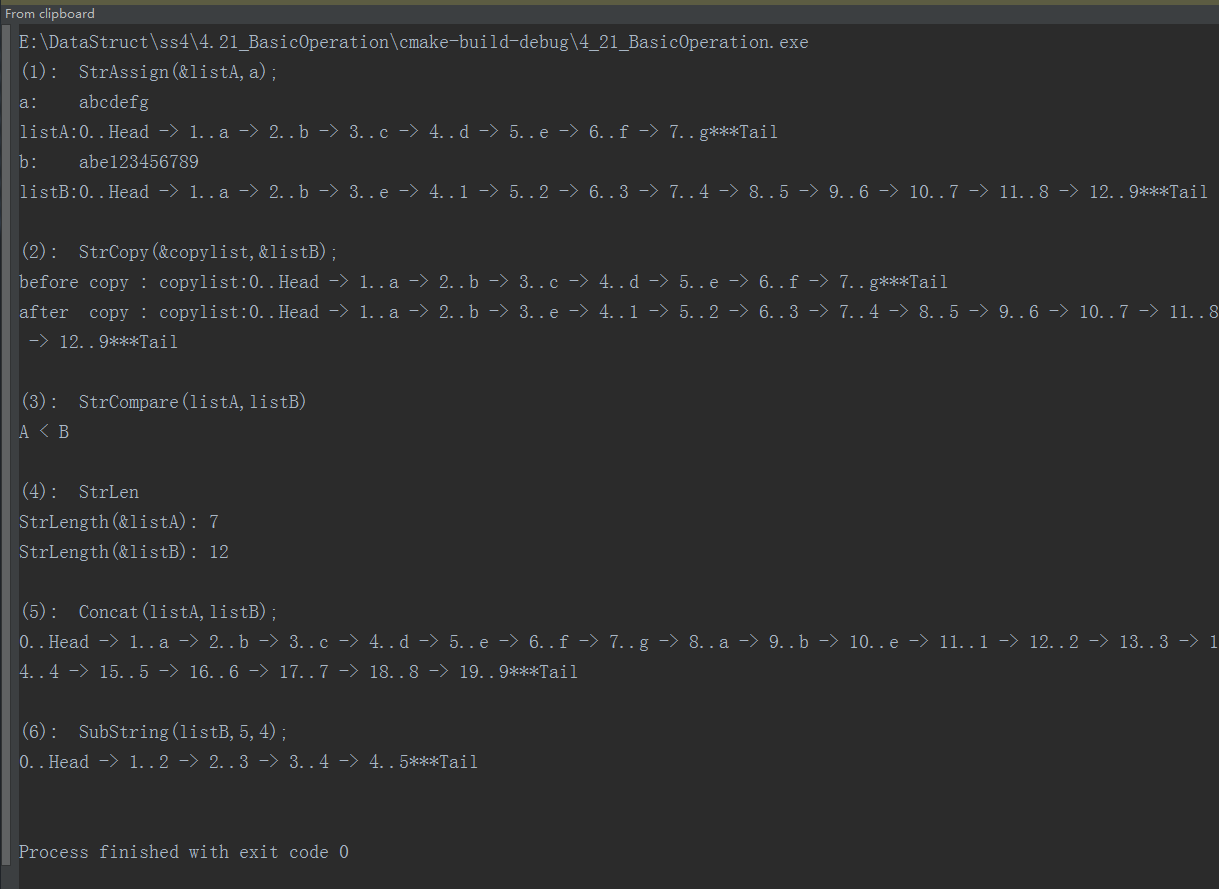 From clipboard
E:\DataStruct\ss4\4.21_BasicOperation\cmake-build-debug\4_21_BasicOperation.exe
(1):  StrAssign(&listA,a);
a:    abcdefg
listA:0..Head -> 1..a -> 2..b -> 3..c -> 4..d -> 5..e -> 6..f -> 7..g***Tail
b:    abe123456789
listB:0..Head -> 1..a -> 2..b -> 3..e -> 4..1 -> 5..2 -> 6..3 -> 7..4 -> 8..5 -> 9..6 -> 10..7 -> 11..8 -> 12..9***Tail
(2):  StrCopy(&copylist,&listB);
before copy : copylist:0..Head -> 1..a -> 2..b -> 3..c -> 4..d -> 5..e -> 6..f -> 7..g***Tail
after  copy : copylist:0..Head -> 1..a -> 2..b -> 3..e -> 4..1 -> 5..2 -> 6..3 -> 7..4 -> 8..5 -> 9..6 -> 10..7 -> 11..8
 -> 12..9***Tail
(3):  StrCompare(listA,listB)
A < B
(4):  StrLen
StrLength(&listA): 7
StrLength(&listB): 12
(5):  Concat(listA,listB);
0..Head -> 1..a -> 2..b -> 3..c -> 4..d -> 5..e -> 6..f -> 7..g -> 8..a -> 9..b -> 10..e -> 11..1 -> 12..2 -> 13..3 -> 1
4..4 -> 15..5 -> 16..6 -> 17..7 -> 18..8 -> 19..9***Tail
(6):  SubString(listB,5,4);
0..Head -> 1..2 -> 2..3 -> 3..4 -> 4..5***Tail
Process finished with exit code 0